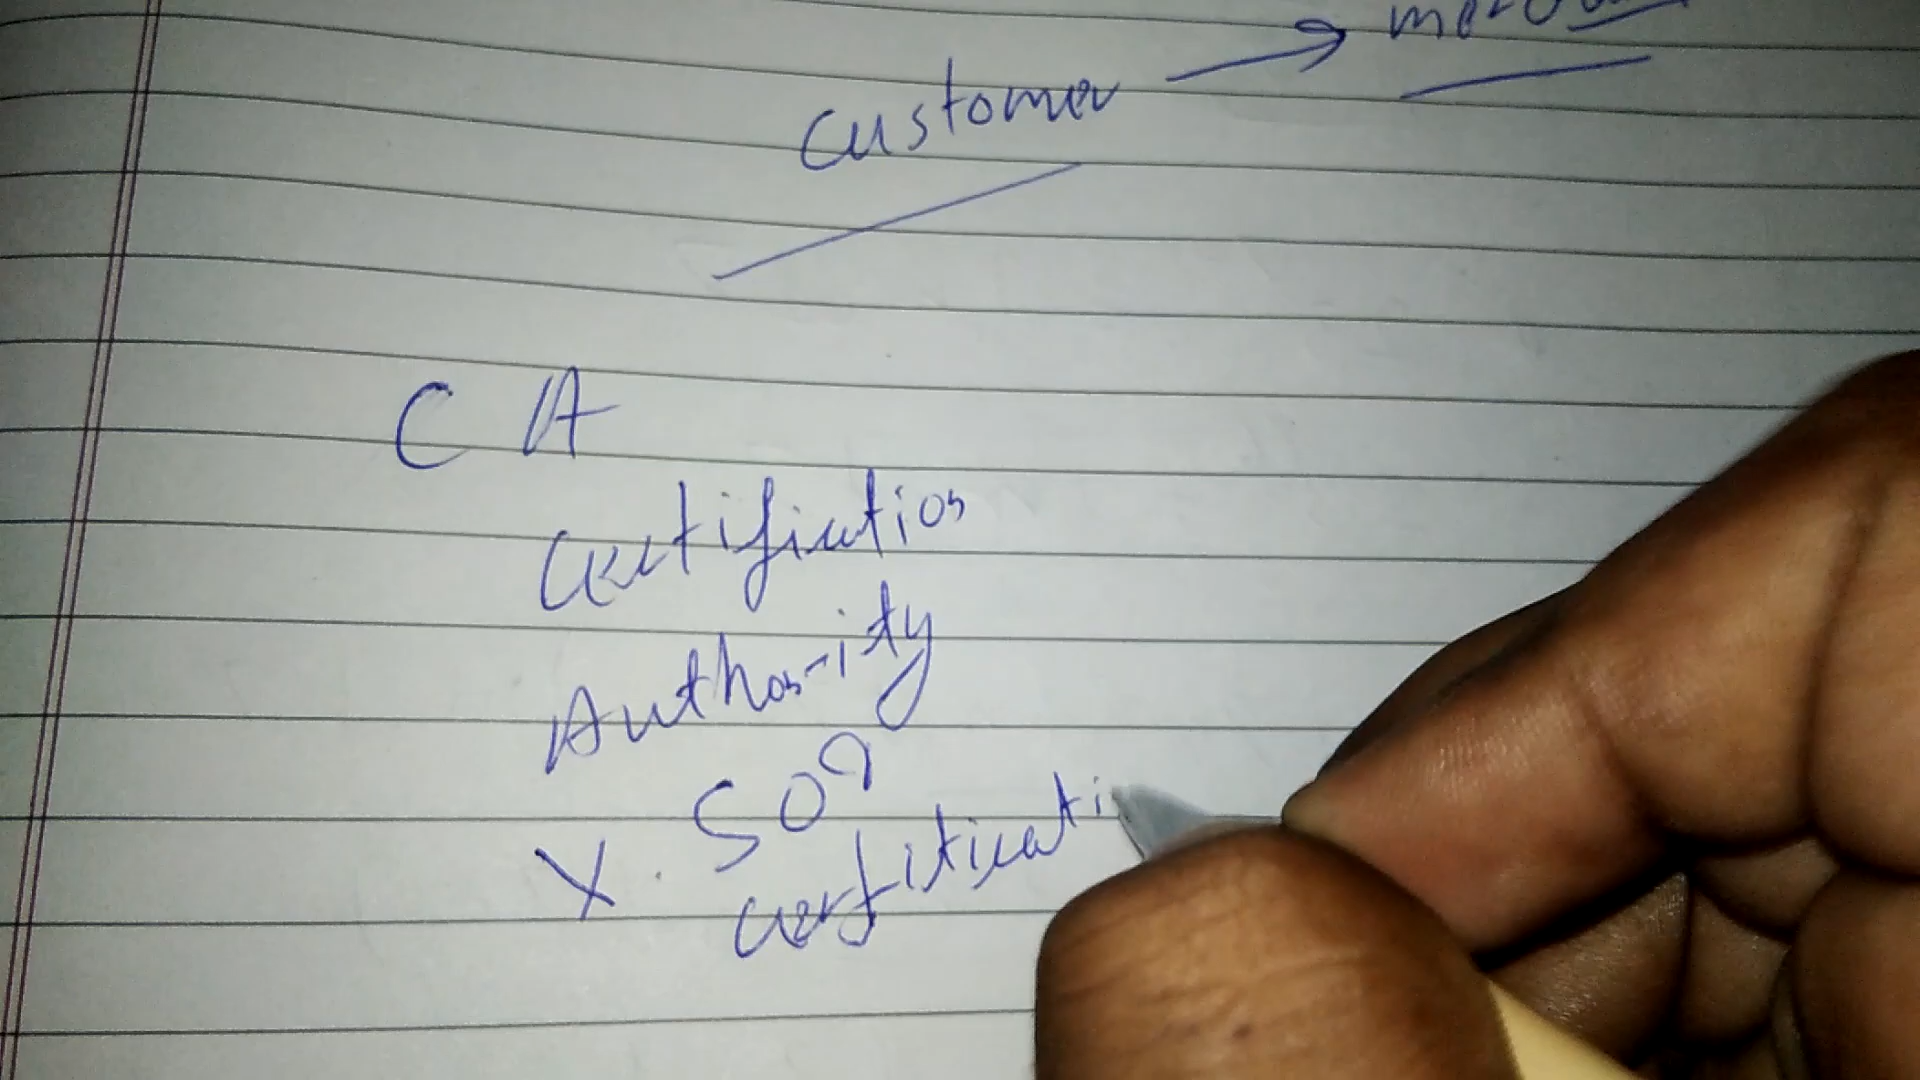 customer →
C A
Certification
Authority
X. 509
certificati